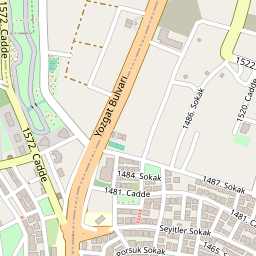 1572. Cadde
Yozgat Bulvarı
1522
1486. Sokak
1520. Cadde
1572. Cadde
1484. Sokak
1487. Sokak
1481. Cadde
1481. C
Seyitler Sokak
1465. S
Porsuk Sokak